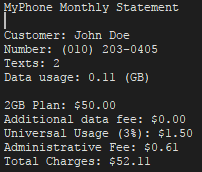 MyPhone Monthly Statement
Customer: John Doe
Number: (010) 203-0405
Texts: 2
Data usage: 0.11 (GB)
2GB Plan: $50.00
Additional data fee: $0.00
Universal Usage (3%): $1.50
Administrative Fee: $0.61
Total Charges: $52.11